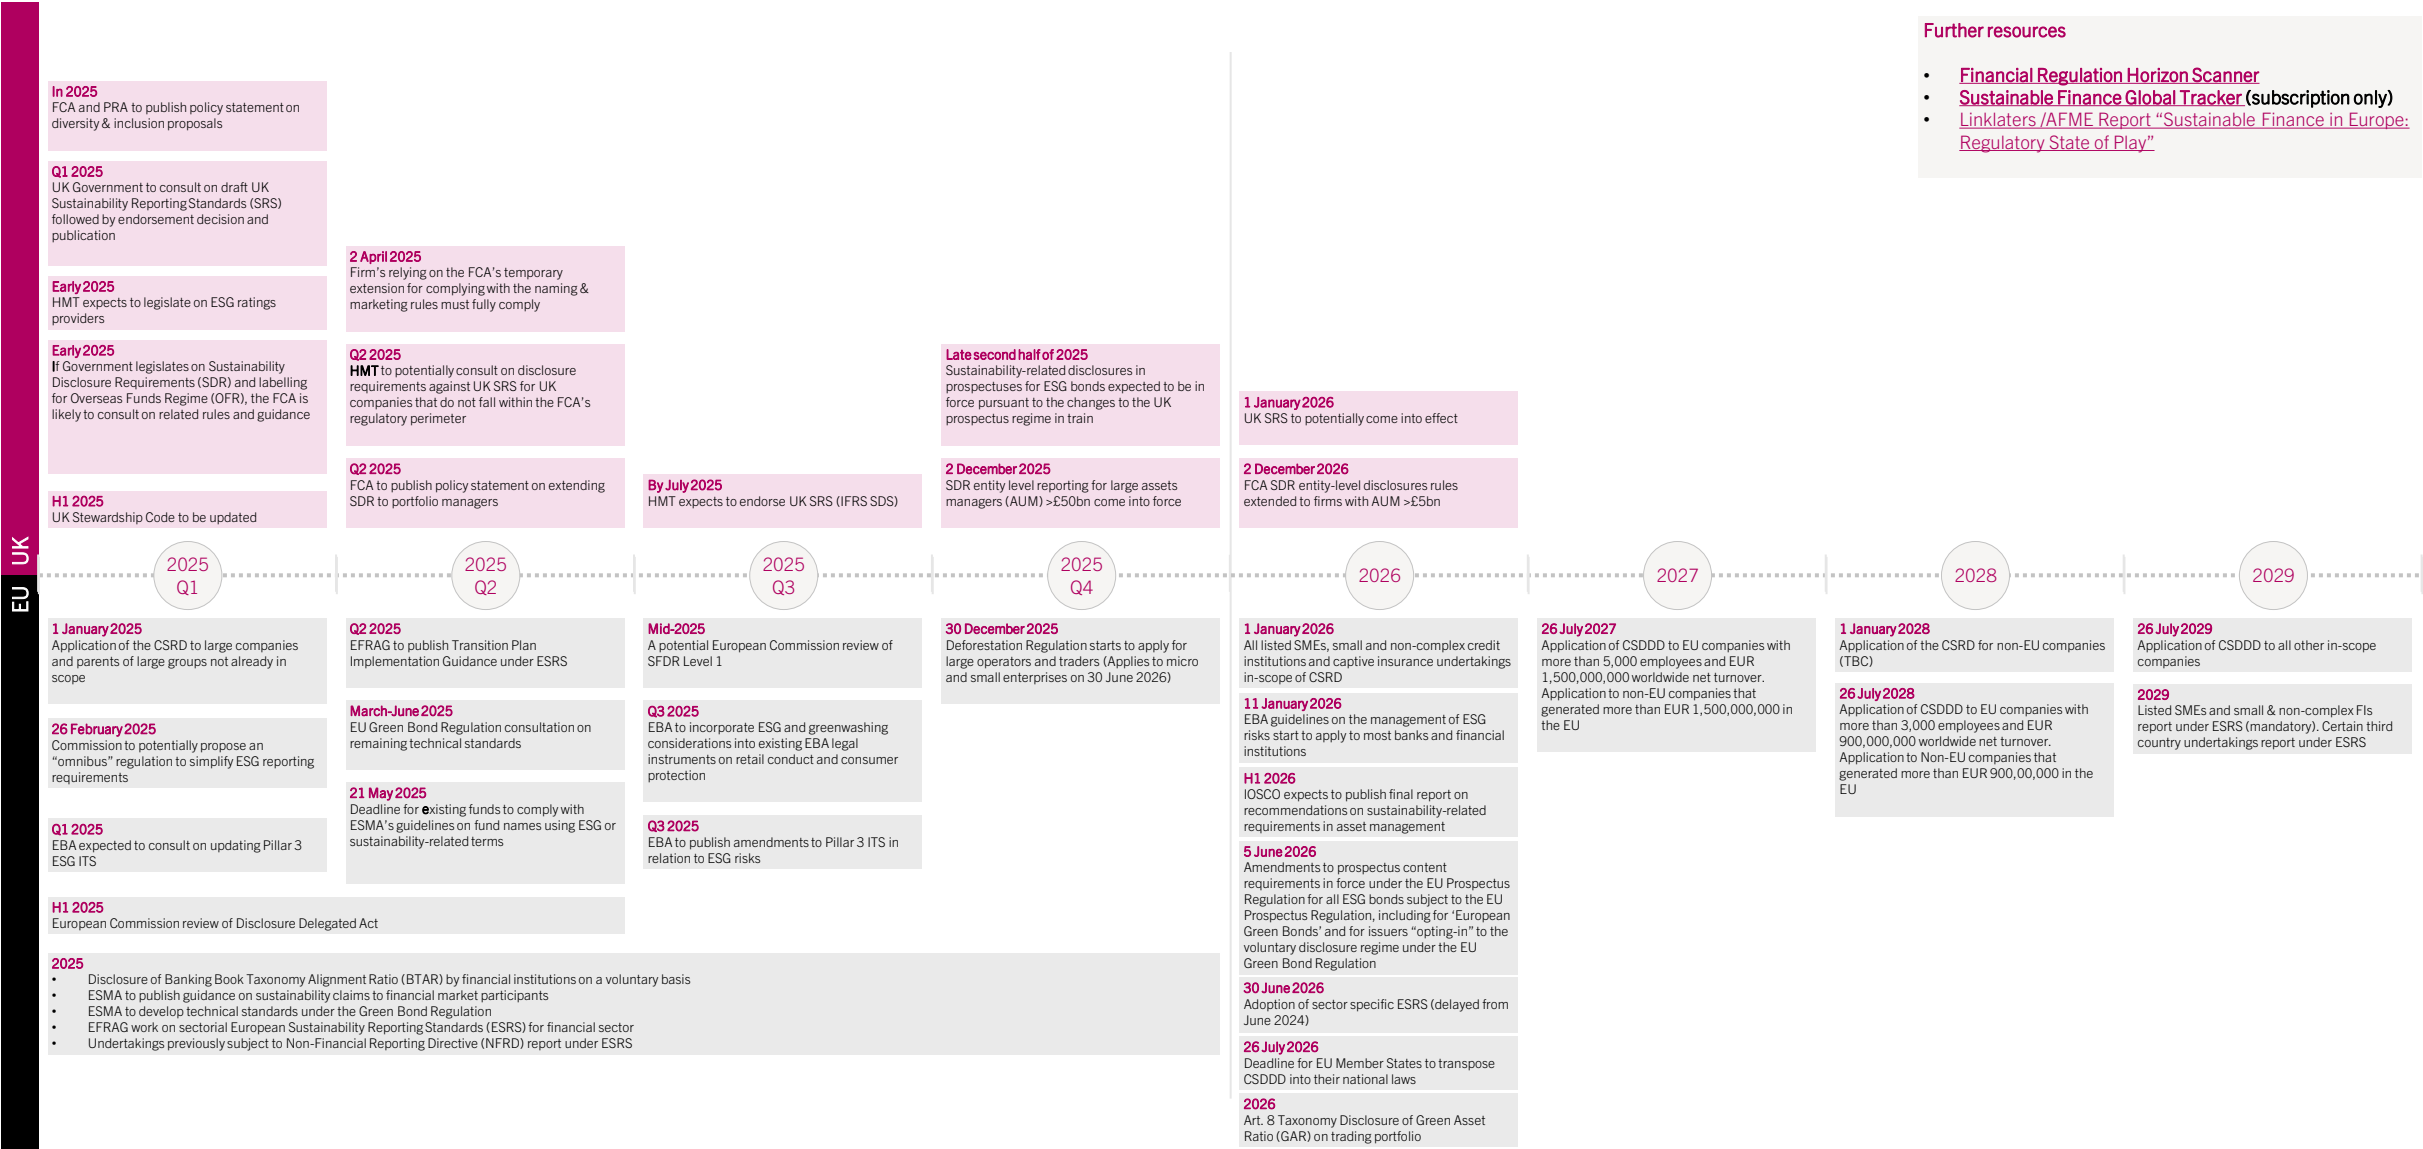 Further resources
• Financial Regulation Horizon Scanner
• Sustainable Finance Global Tracker (subscription only)
• Linklaters /AFME Report “Sustainable Finance in Europe:
Regulatory State of Play”
UK
In 2025
FCA and PRA to publish policy statement on
diversity & inclusion proposals
Q1 2025
UK Government to consult on draft UK
Sustainability Reporting Standards (SRS)
followed by endorsement decision and
publication
Early 2025
HMT expects to legislate on ESG ratings
providers
Early 2025
If Government legislates on Sustainability
Disclosure Requirements (SDR) and labelling
for Overseas Funds Regime (OFR), the FCA is
likely to consult on related rules and guidance
H1 2025
UK Stewardship Code to be updated
2 April 2025
Firm’s relying on the FCA’s temporary
extension for complying with the naming &
marketing rules must fully comply
Q2 2025
HMT to potentially consult on disclosure
requirements against UK SRS for UK
companies that do not fall within the FCA’s
regulatory perimeter
Q2 2025
FCA to publish policy statement on extending
SDR to portfolio managers
By July 2025
HMT expects to endorse UK SRS (IFRS SDS)
Late second half of 2025
Sustainability-related disclosures in
prospectuses for ESG bonds expected to be in
force pursuant to the changes to the UK
prospectus regime in train
2 December 2025
SDR entity level reporting for large assets
managers (AUM) >£50bn come into force
1 January 2026
UK SRS to potentially come into effect
2 December 2026
FCA SDR entity-level disclosures rules
extended to firms with AUM >£5bn
2025
Q1
2025
Q2
2025
Q3
2025
Q4
2026
2027
2028
2029
EU
1 January 2025
Application of the CSRD to large companies
and parents of large groups not already in
scope
26 February 2025
Commission to potentially propose an
“omnibus” regulation to simplify ESG reporting
requirements
Q1 2025
EBA expected to consult on updating Pillar 3
ESG ITS
H1 2025
European Commission review of Disclosure Delegated Act
2025
• Disclosure of Banking Book Taxonomy Alignment Ratio (BTAR) by financial institutions on a voluntary basis
• ESMA to publish guidance on sustainability claims to financial market participants
• ESMA to develop technical standards under the Green Bond Regulation
• EFRAG work on sectorial European Sustainability Reporting Standards (ESRS) for financial sector
• Undertakings previously subject to Non-Financial Reporting Directive (NFRD) report under ESRS
Q2 2025
EFRAG to publish Transition Plan
Implementation Guidance under ESRS
March-June 2025
EU Green Bond Regulation consultation on
remaining technical standards
21 May 2025
Deadline for existing funds to comply with
ESMA’s guidelines on fund names using ESG or
sustainability-related terms
Mid-2025
A potential European Commission review of
SFDR Level 1
Q3 2025
EBA to incorporate ESG and greenwashing
considerations into existing EBA legal
instruments on retail conduct and consumer
protection
Q3 2025
EBA to publish amendments to Pillar 3 ITS in
relation to ESG risks
30 December 2025
Deforestation Regulation starts to apply for
large operators and traders (Applies to micro
and small enterprises on 30 June 2026)
1 January 2026
All listed SMEs, small and non-complex credit
institutions and captive insurance undertakings
in-scope of CSRD
11 January 2026
EBA guidelines on the management of ESG
risks start to apply to most banks and financial
institutions
H1 2026
IOSCO expects to publish final report on
recommendations on sustainability-related
requirements in asset management
5 June 2026
Amendments to prospectus content
requirements in force under the EU Prospectus
Regulation for all ESG bonds subject to the EU
Prospectus Regulation, including for ‘European
Green Bonds’ and for issuers “opting-in” to the
voluntary disclosure regime under the EU
Green Bond Regulation
30 June 2026
Adoption of sector specific ESRS (delayed from
June 2024)
26 July 2026
Deadline for EU Member States to transpose
CSDDD into their national laws
2026
Art. 8 Taxonomy Disclosure of Green Asset
Ratio (GAR) on trading portfolio
26 July 2027
Application of CSDDD to EU companies with
more than 5,000 employees and EUR
1,500,000,000 worldwide net turnover.
Application to non-EU companies that
generated more than EUR 1,500,000,000 in
the EU
1 January 2028
Application of the CSRD for non-EU companies
(TBC)
26 July 2028
Application of CSDDD to EU companies with
more than 3,000 employees and EUR
900,000,000 worldwide net turnover.
Application to Non-EU companies that
generated more than EUR 900,00,000 in the
EU
26 July 2029
Application of CSDDD to all other in-scope
companies
2029
Listed SMEs and small & non-complex FIs
report under ESRS (mandatory). Certain third
country undertakings report under ESRS